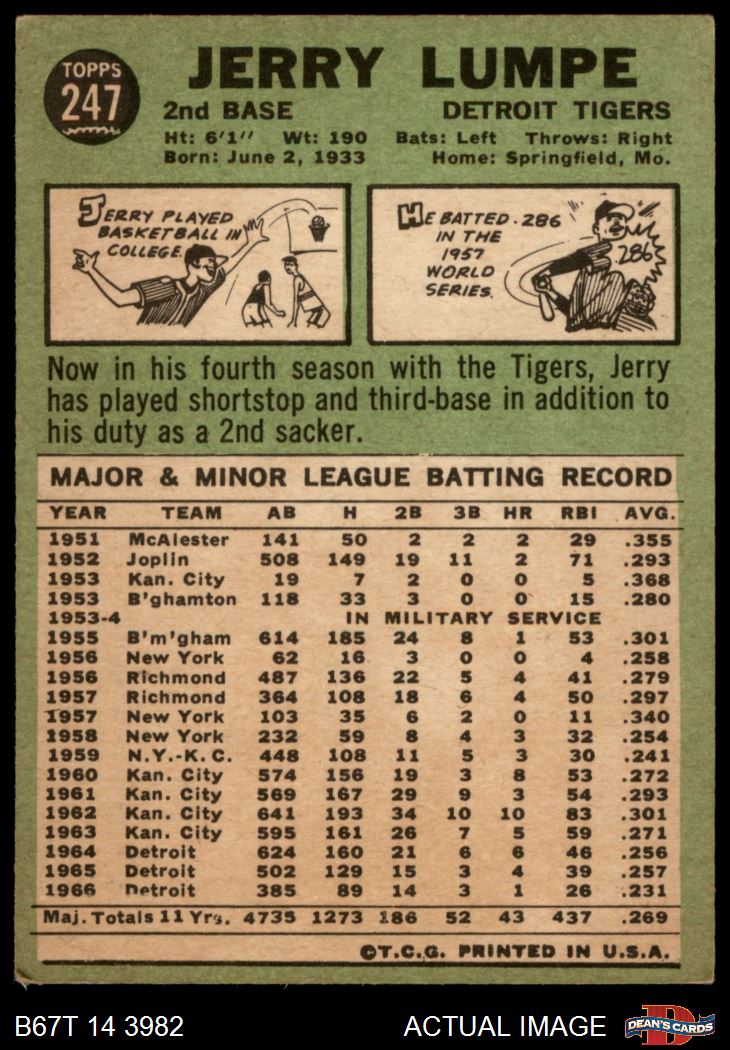 TOPPS
247
JERRY LUMPE
2nd BASE DETROIT TIGERS
Ht: 6'1" Wt: 190 Bats: Left Throws: Right
Born: June 2, 1933 Home: Springfield, Mo.
JERRY PLAYED
BASKETBALL IN
COLLEGE.
HE BATTED .286
IN THE
1957
WORLD
SERIES.
286
Now in his fourth season with the Tigers, Jerry
has played shortstop and third-base in addition to
his duty as a 2nd sacker.
MAJOR & MINOR LEAGUE BATTING RECORD
YEAR TEAM AB H 2B 3B HR RBI AVG.
1951 McAlester 141 50 2 2 2 29 .355
1952 Joplin 508 149 19 11 2 71 .293
1953 Kan. City 19 7 2 0 0 5 .368
1953 B'ghamton 118 33 3 0 0 15 .280
1953-4 IN MILITARY SERVICE
1955 B'm'gham 614 185 24 8 1 53 .301
1956 New York 62 16 3 0 0 4 .258
1956 Richmond 487 136 22 5 4 41 .279
1957 Richmond 364 108 18 6 4 50 .297
1957 New York 103 35 6 2 0 11 .340
1958 New York 232 59 8 4 3 32 .254
1959 N.Y.-K.C. 448 108 11 5 3 30 .241
1960 Kan. City 574 156 19 3 8 53 .272
1961 Kan. City 569 167 29 9 3 54 .293
1962 Kan. City 641 193 34 10 10 83 .301
1963 Kan. City 595 161 26 7 5 59 .271
1964 Detroit 624 160 21 6 6 46 .256
1965 Detroit 502 129 15 3 4 39 .257
1966 Detroit 385 89 14 3 1 26 .231
Maj. Totals 11 Yrs. 4735 1273 186 52 43 437 .269
©T.C.G. PRINTED IN U.S.A.
B67T 14 3982 ACTUAL IMAGE D DEAN'S CARDS